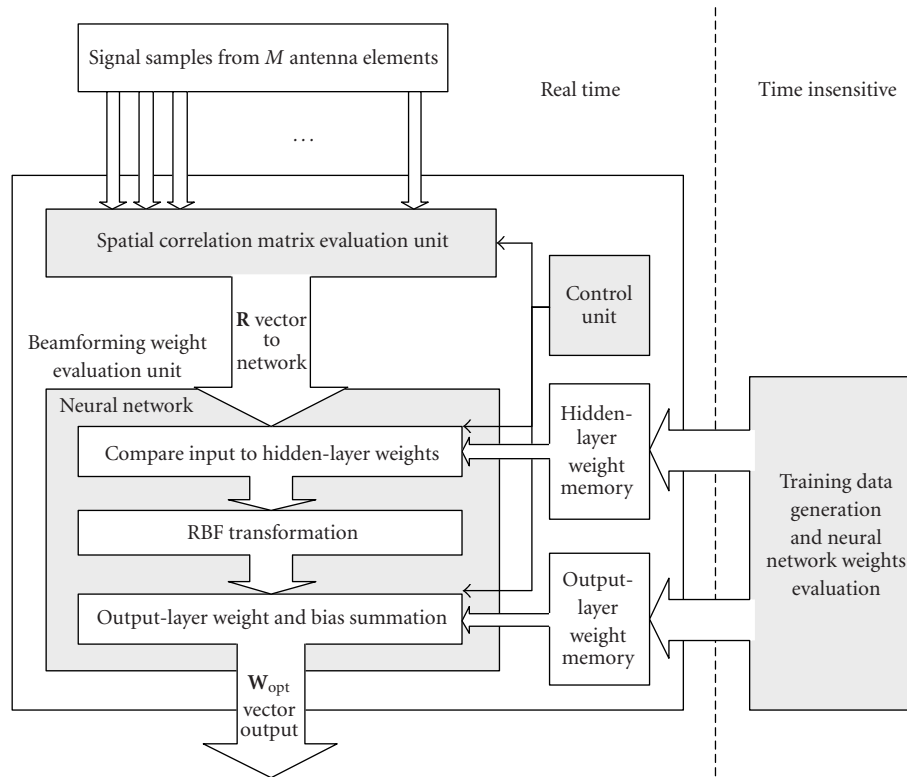 Signal samples from M antenna elements
Real time
Time insensitive
...
Spatial correlation matrix evaluation unit
Control
unit
R vector
to
network
Beamforming weight
evaluation unit
Neural network
Compare input to hidden-layer weights
Hidden-
layer
weight
memory
RBF transformation
Training data
generation
and neural
network weights
evaluation
Output-layer weight and bias summation
Output-
layer
weight
memory
Wopt
vector
output